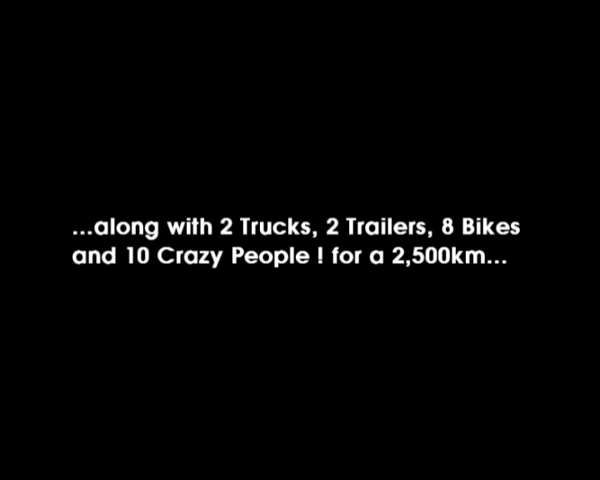 ...along with 2 Trucks, 2 Trailers, 8 Bikes
and 10 Crazy People ! for a 2,500km...